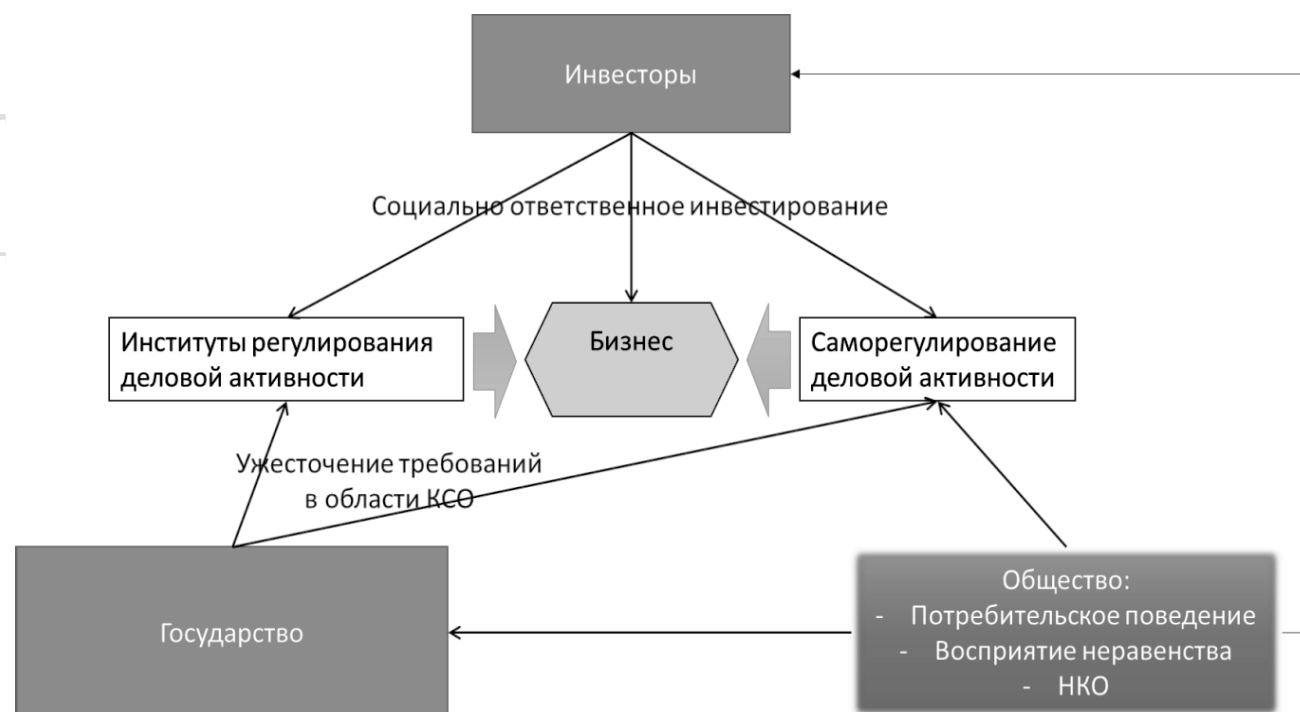 Инвесторы
Социально ответственное инвестирование
Институты регулирования
деловой активности
Бизнес
Саморегулирование
деловой активности
Ужесточение требований
в области КСО
Государство
Общество:
- Потребительское поведение
- Восприятие неравенства
- НКО